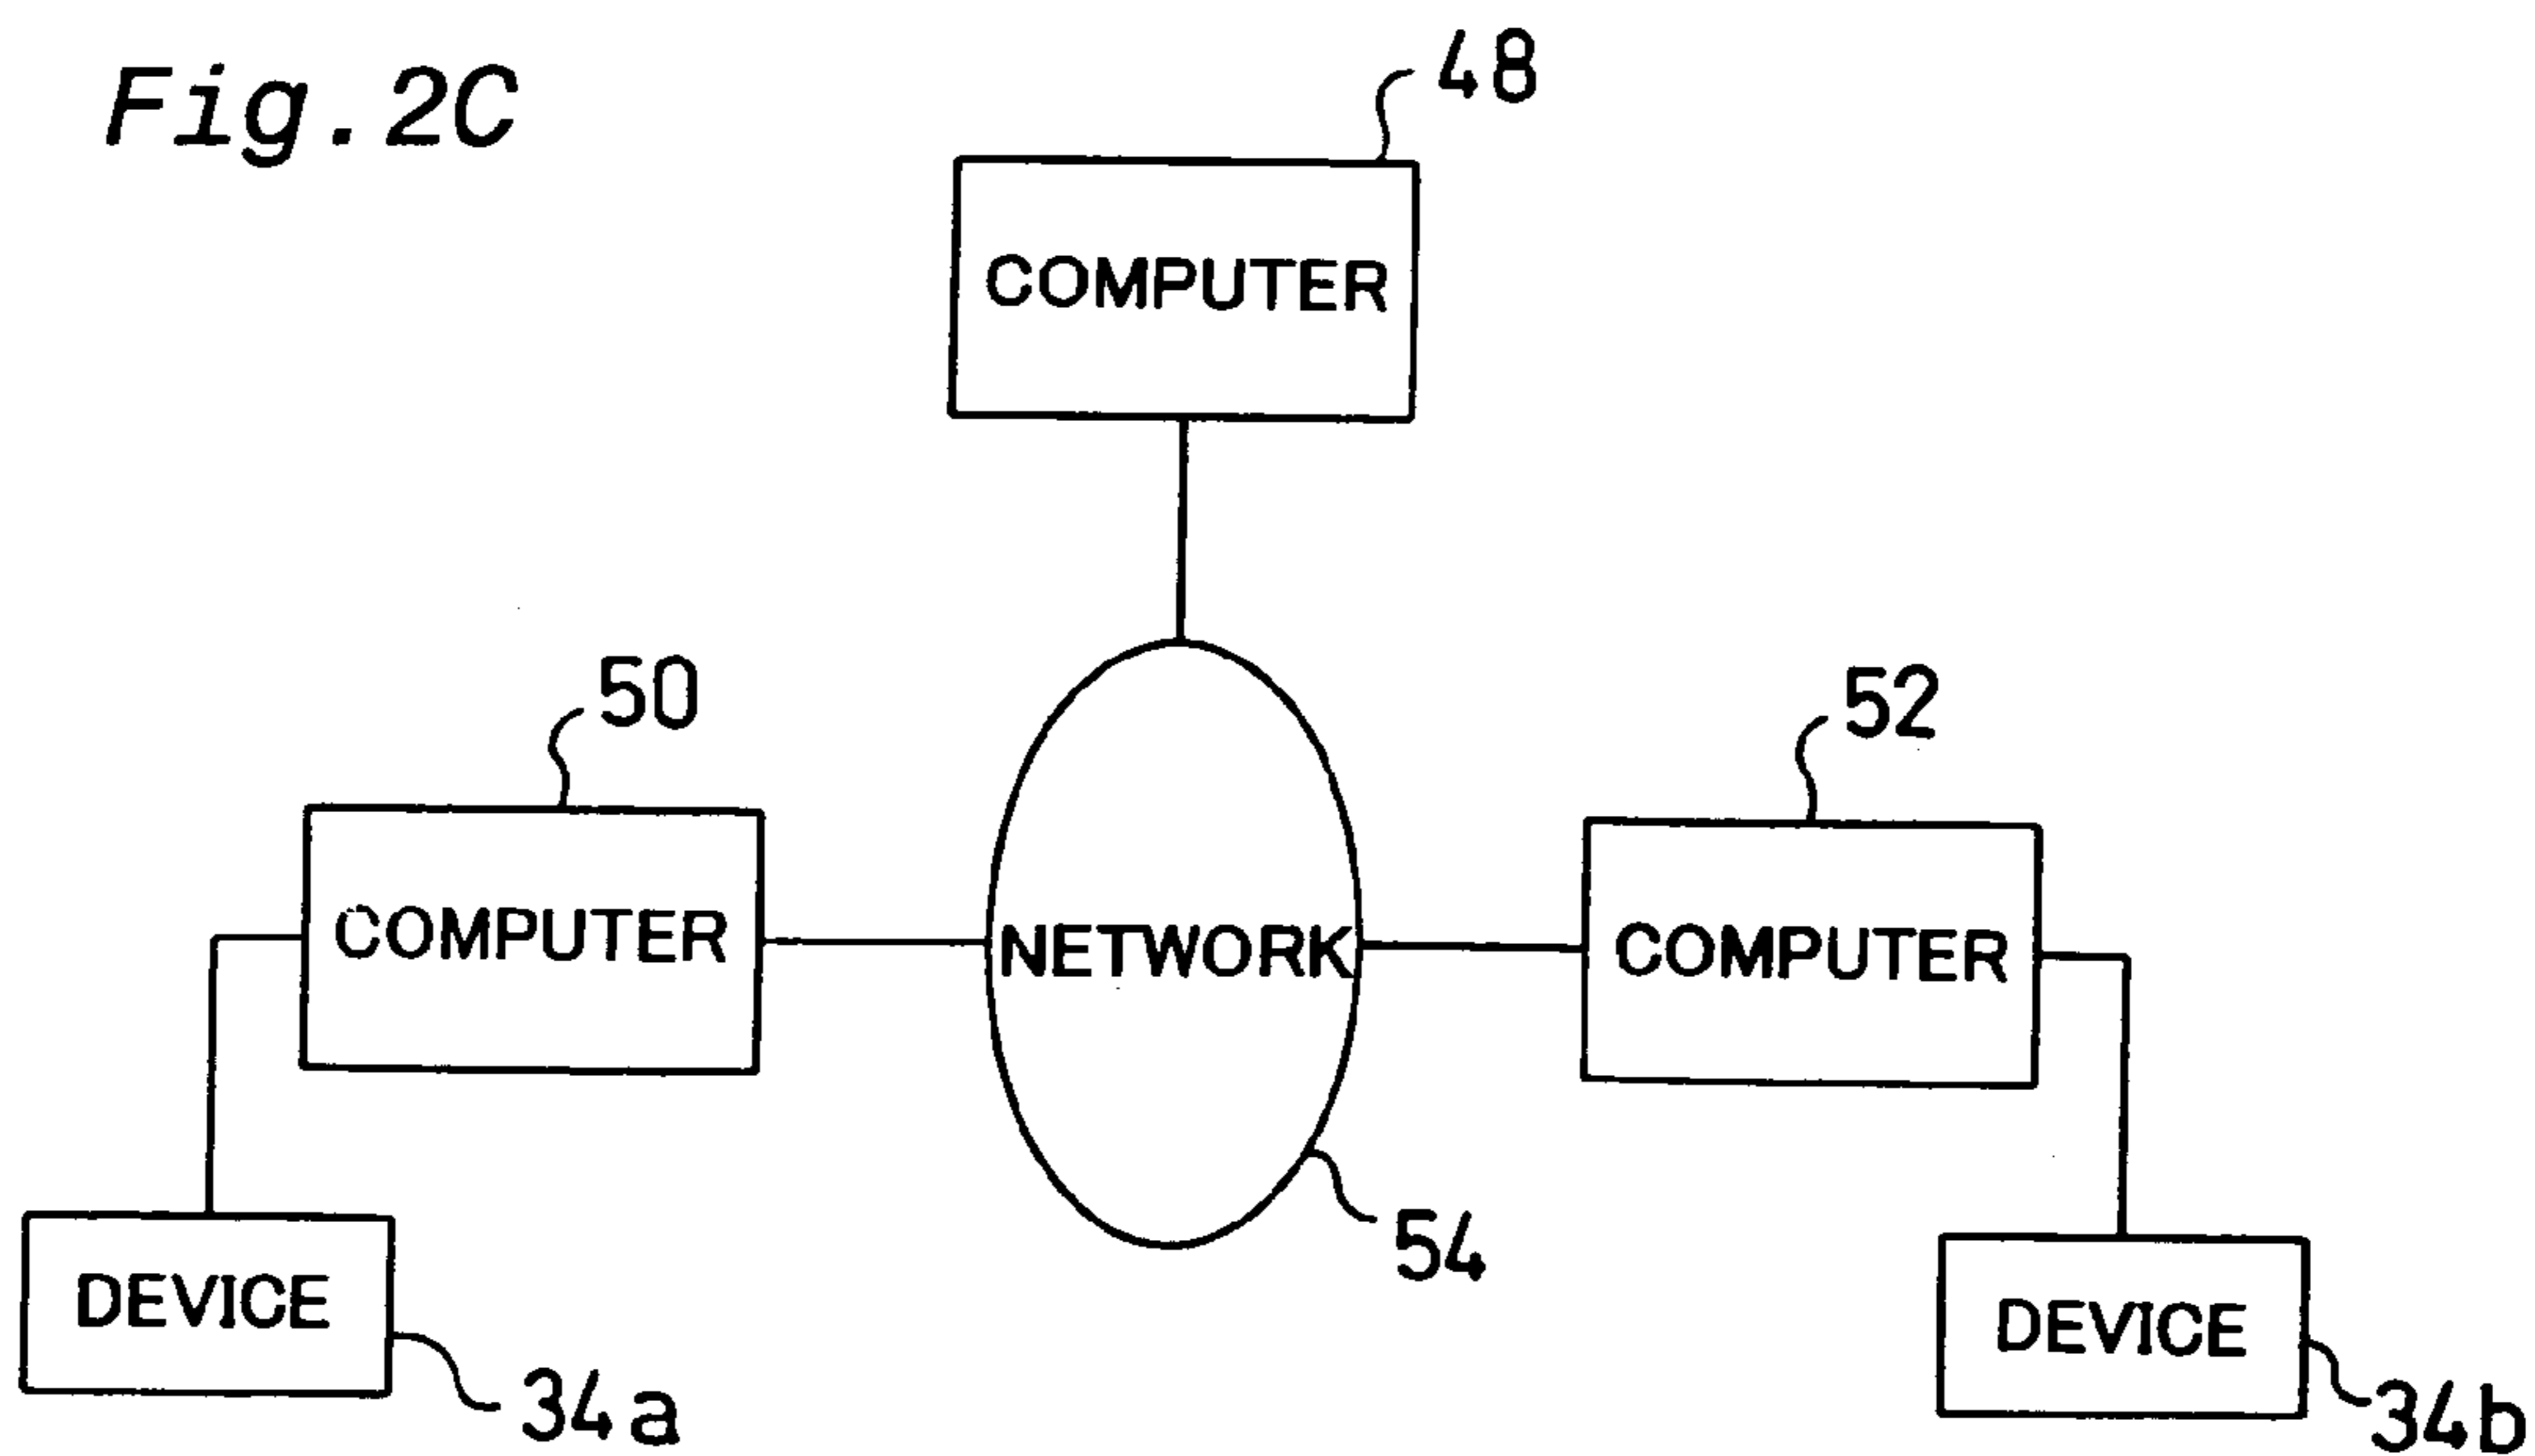 Fig. 2C
48
COMPUTER
50
52
COMPUTER
NETWORK
COMPUTER
54
DEVICE
DEVICE
34a
34b